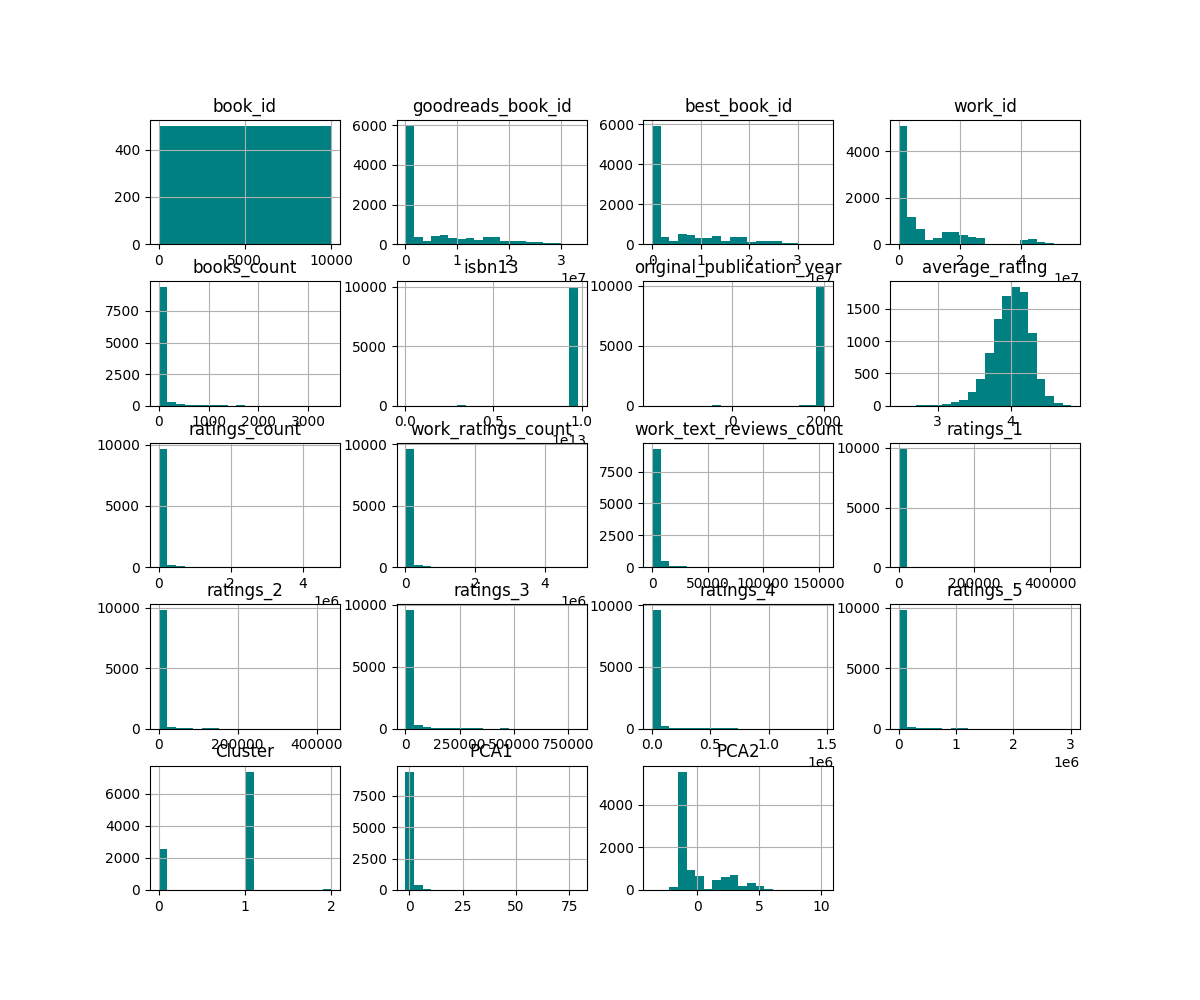 book_id goodreads_book_id best_book_id work_id
6000 6000
400 4000 4000 4000
200 2000 2000 2000
0 0 0 0
0 5000 10000 0 1 2 3 0 1 2 3 0 2 4
1e7 1e7 1e7
books_count isbn13 original_publication_year average_rating
10000 10000
7500 1500
5000 5000 5000 1000
2500 500
0 0 0 0
0 1000 2000 3000 0.0 0.5 1.0 0 2000 3 4
1e13
ratings_count work_ratings_count work_text_reviews_count ratings_1
10000 10000 7500 10000
5000 5000 5000 5000
2500
0 0 0 0
0 2 4 0 2 4 0 50000 100000 150000 0 200000 400000
1e6 1e6
ratings_2 ratings_3 ratings_4 ratings_5
10000 10000 10000 10000
5000 5000 5000 5000
0 0 0 0
0 200000 400000 0 250000 500000 750000 0.0 0.5 1.0 1.5 0 1 2 3
1e6 1e6
Cluster PCA1 PCA2
6000 7500 4000
4000 5000 2000
2000 2500
0 0 0
0 1 2 0 25 50 75 0 5 10